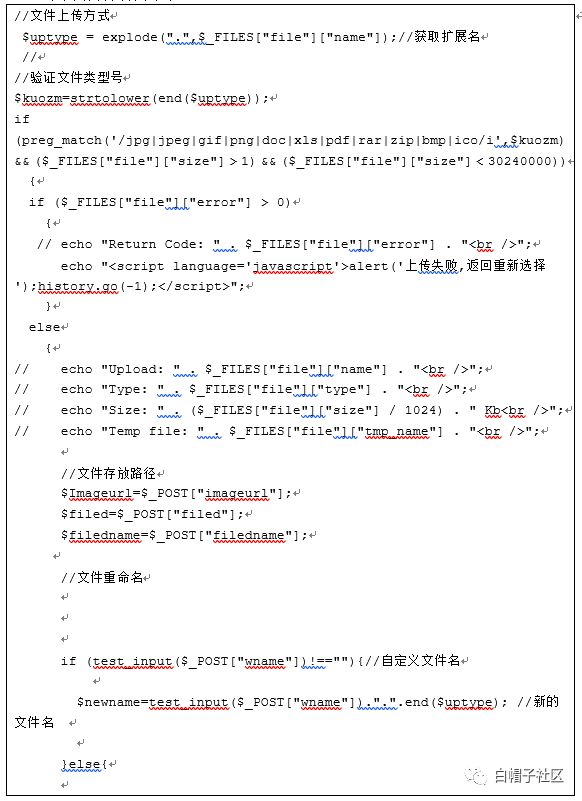 //文件上传方式
$uptype = explode(".",$_FILES["file"]["name"]);//获取扩展名
//
//验证文件类型号
$kuozm=strtolower(end($uptype));
if
(preg_match('/jpg|jpeg|gif|png|doc|xls|pdf|rar|zip|bmp|ico/i',$kuozm)
&& ($_FILES["file"]["size"] > 1) && ($_FILES["file"]["size"] < 30240000))
{
if ($_FILES["file"]["error"] > 0)
{
// echo "Return Code: " . $_FILES["file"]["error"] . "<br />";
echo "<script language='javascript'>alert('上传失败,返回重新选择
');history.go(-1);</script>";
}
else
{
// echo "Upload: " . $_FILES["file"]["name"] . "<br />";
// echo "Type: " . $_FILES["file"]["type"] . "<br />";
// echo "Size: " . ($_FILES["file"]["size"] / 1024) . " Kb<br />";
// echo "Temp file: " . $_FILES["file"]["tmp_name"] . "<br />";
//文件存放路径
$Imageurl=$_POST["imageurl"];
$filed=$_POST["filed"];
$filedname=$_POST["filedname"];
//文件重命名
if (test_input($_POST["wname"])!==""){//自定义文件名
$newname=test_input($_POST["wname"]).".".end($uptype); //新的
文件名
}else{
白帽子社区